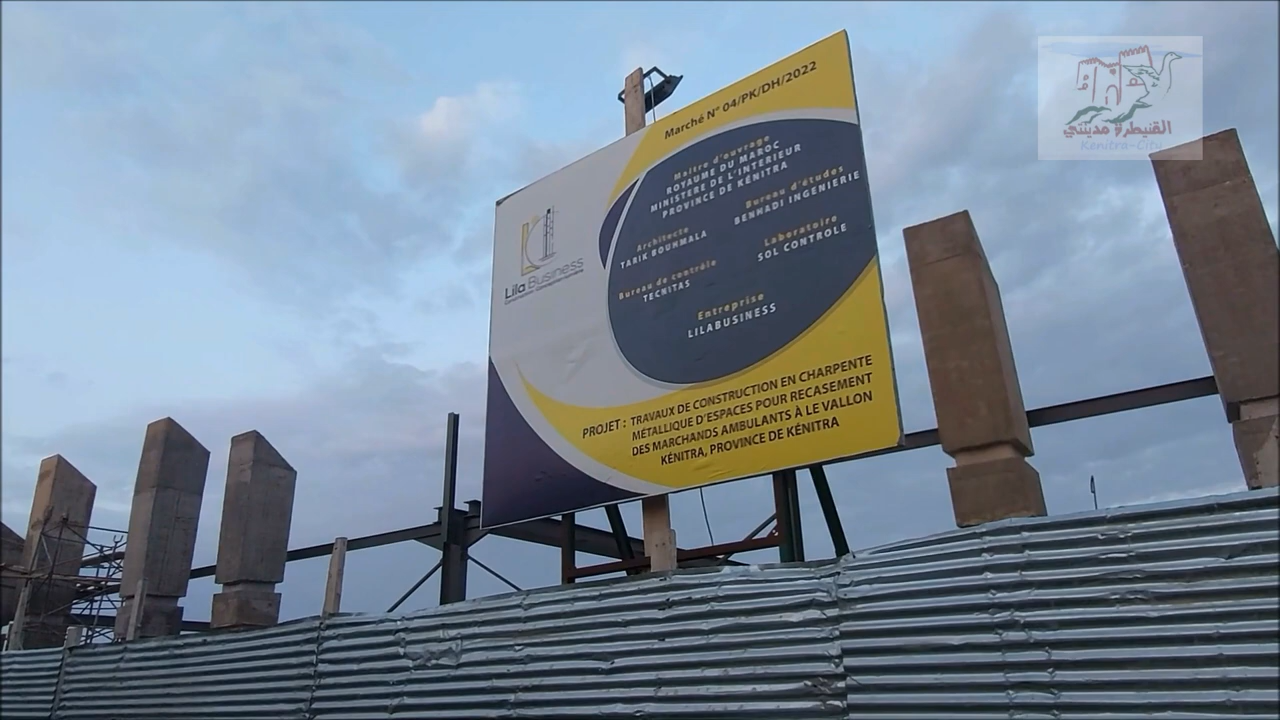 Marché N° 04/PK/DH/2022
Maitre d'ouvrage
ROYAUME DU MAROC
MINISTERE DE L'INTERIEUR
PROVINCE DE KÉNITRA
Bureau d'études
BENHADI INGENIERIE
Architecte
TARIK BOUHMALA
Laboratoire
SOL CONTROLE
Bureau de contrôle
TECNITAS
Entreprise
LILABUSINESS
Lila Business
PROJET : TRAVAUX DE CONSTRUCTION EN CHARPENTE
MÉTALLIQUE D'ESPACES POUR RECASEMENT
DES MARCHANDS AMBULANTS À LE VALLON
KÉNITRA, PROVINCE DE KÉNITRA
القنيطرة مدينتي
Kenitra-City